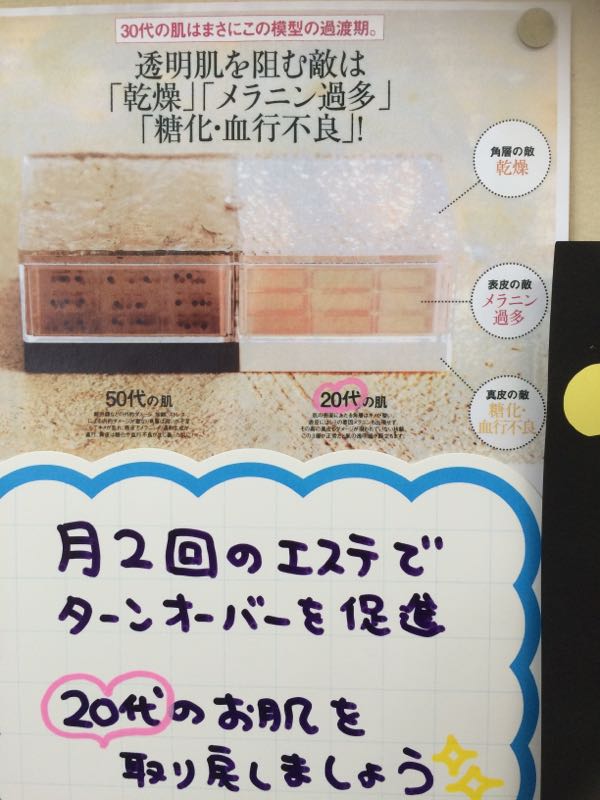 30代の肌はまさにこの模型の過渡期。
透明肌を阻む敵は
「乾燥」「メラニン過多」
「糖化・血行不良」!
角層の敵
乾燥
表皮の敵
メラニン
過多
真皮の敵
糖化・
血行不良
50代の肌
20代の肌
月2回のエステで
ターンオーバーを促進
20代のお肌を
取り戻しましょう